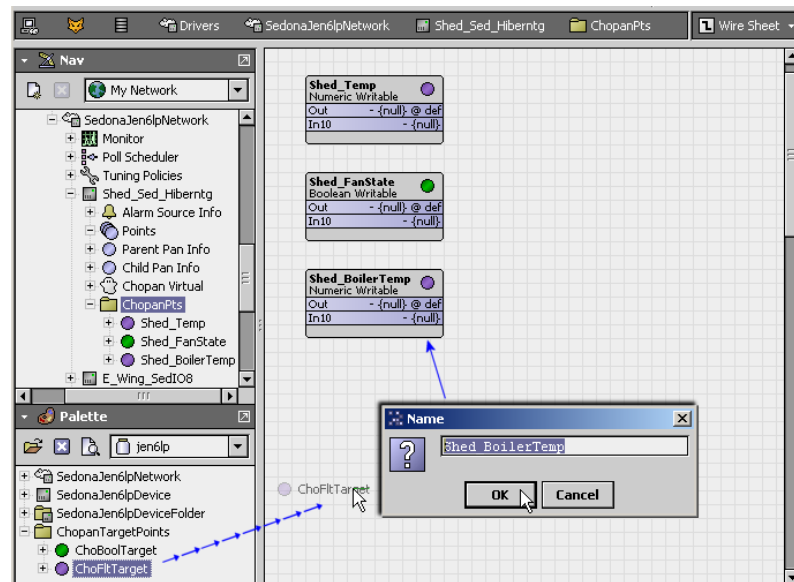 Drivers SedonaJen6lpNetwork Shed_Sed_Hiberntg ChopanPts Wire Sheet
Nav
My Network
SedonaJen6lpNetwork
Monitor
Poll Scheduler
Tuning Policies
Shed_Sed_Hiberntg
Alarm Source Info
Points
Parent Pan Info
Child Pan Info
Chopan Virtual
ChopanPts
Shed_Temp
Shed_FanState
Shed_BoilerTemp
E_Wing_SedIO8
Palette
jen6lp
SedonaJen6lpNetwork
SedonaJen6lpDevice
SedonaJen6lpDeviceFolder
ChopanTargetPoints
ChoBoolTarget
ChoFltTarget
Shed_Temp
Numeric Writable
Out - {null} @ def
In10 - {null}
Shed_FanState
Boolean Writable
Out - {null} @ def
In10 - {null}
Shed_BoilerTemp
Numeric Writable
Out - {null} @ def
In10 - {null}
ChoFltTarget
Name
Shed_BoilerTemp
OK Cancel